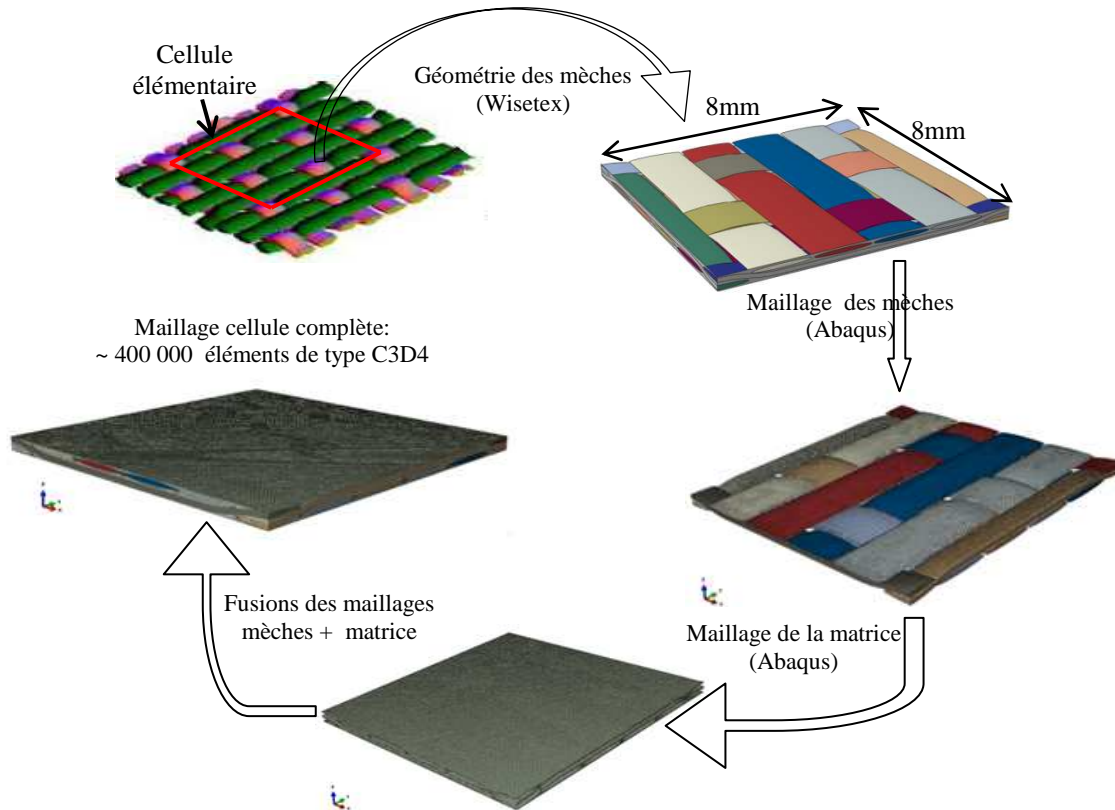 Cellule
élémentaire
Géométrie des mèches
(Wisetex)
8mm
8mm
Maillage des mèches
(Abaqus)
Maillage cellule complète:
~ 400 000 éléments de type C3D4
Fusions des maillages
mèches + matrice
Maillage de la matrice
(Abaqus)